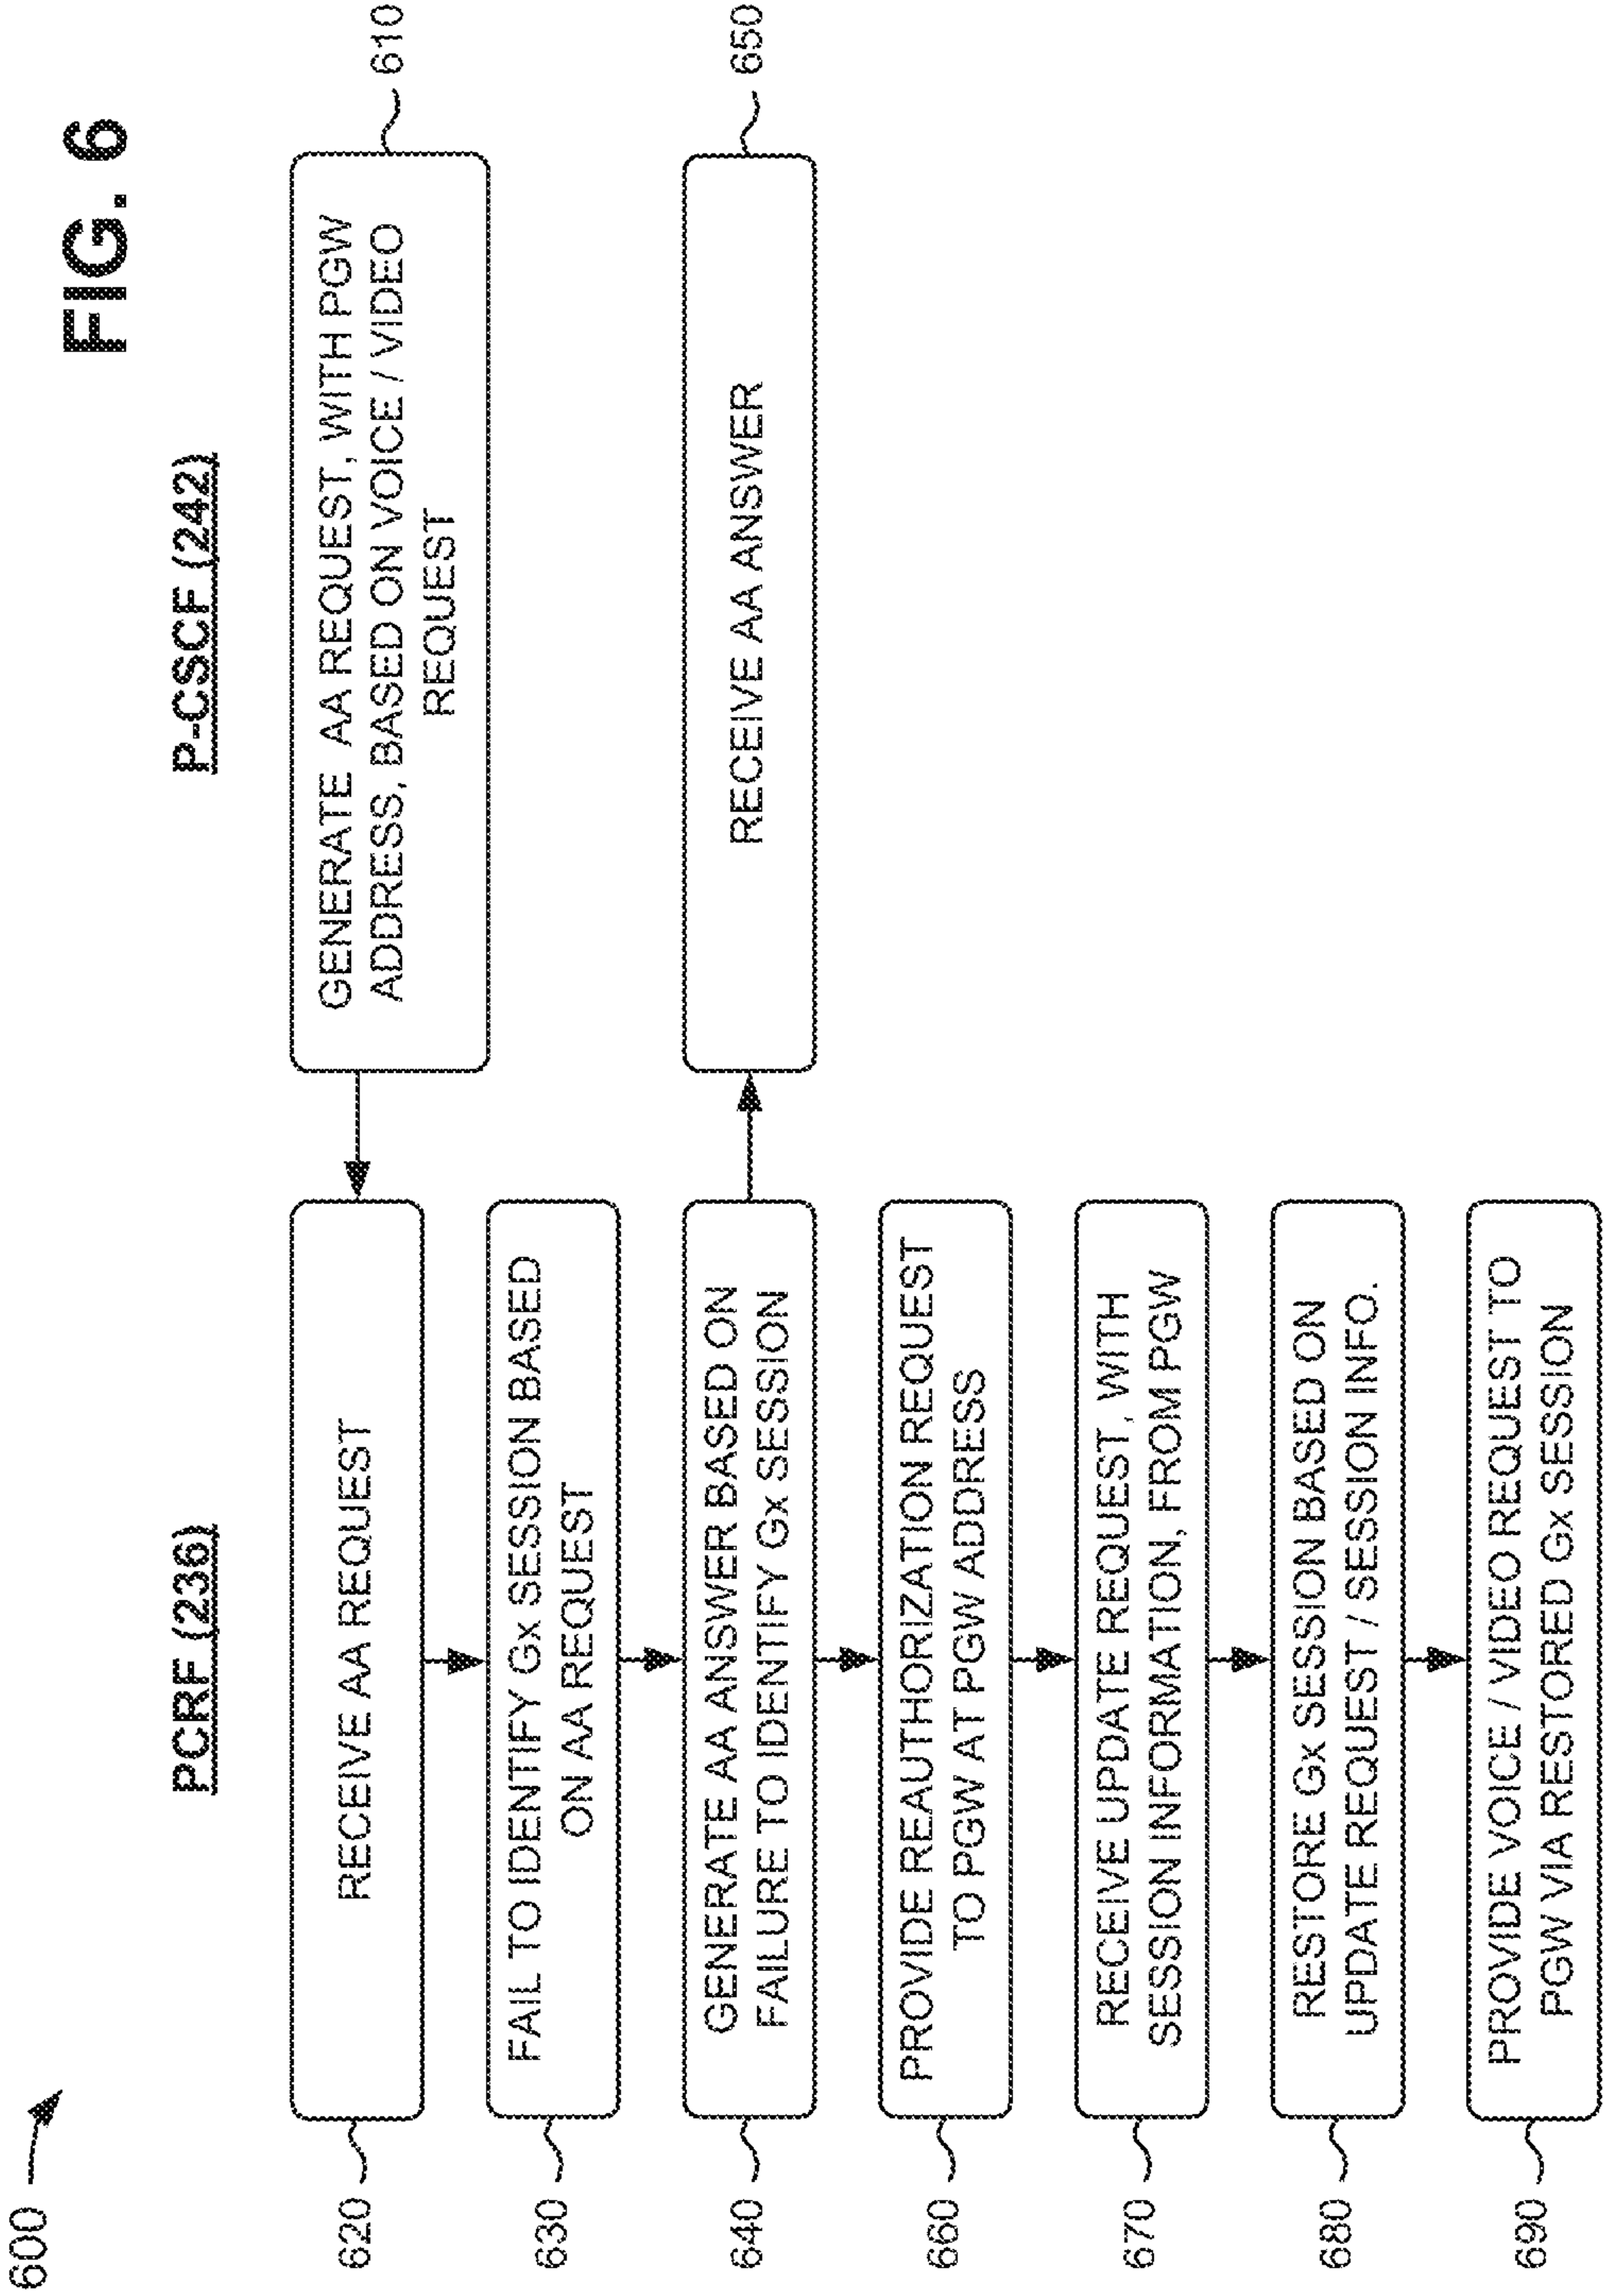 600
FIG. 6
PCRF (236)
P-CSCF (242)
GENERATE AA REQUEST, WITH PGW
ADDRESS, BASED ON VOICE / VIDEO
REQUEST
610
620
RECEIVE AA REQUEST
630
FAIL TO IDENTIFY Gx SESSION BASED
ON AA REQUEST
640
GENERATE AA ANSWER BASED ON
FAILURE TO IDENTIFY Gx SESSION
RECEIVE AA ANSWER
650
660
PROVIDE REAUTHORIZATION REQUEST
TO PGW AT PGW ADDRESS
670
RECEIVE UPDATE REQUEST, WITH
SESSION INFORMATION, FROM PGW
680
RESTORE Gx SESSION BASED ON
UPDATE REQUEST / SESSION INFO.
690
PROVIDE VOICE / VIDEO REQUEST TO
PGW VIA RESTORED Gx SESSION